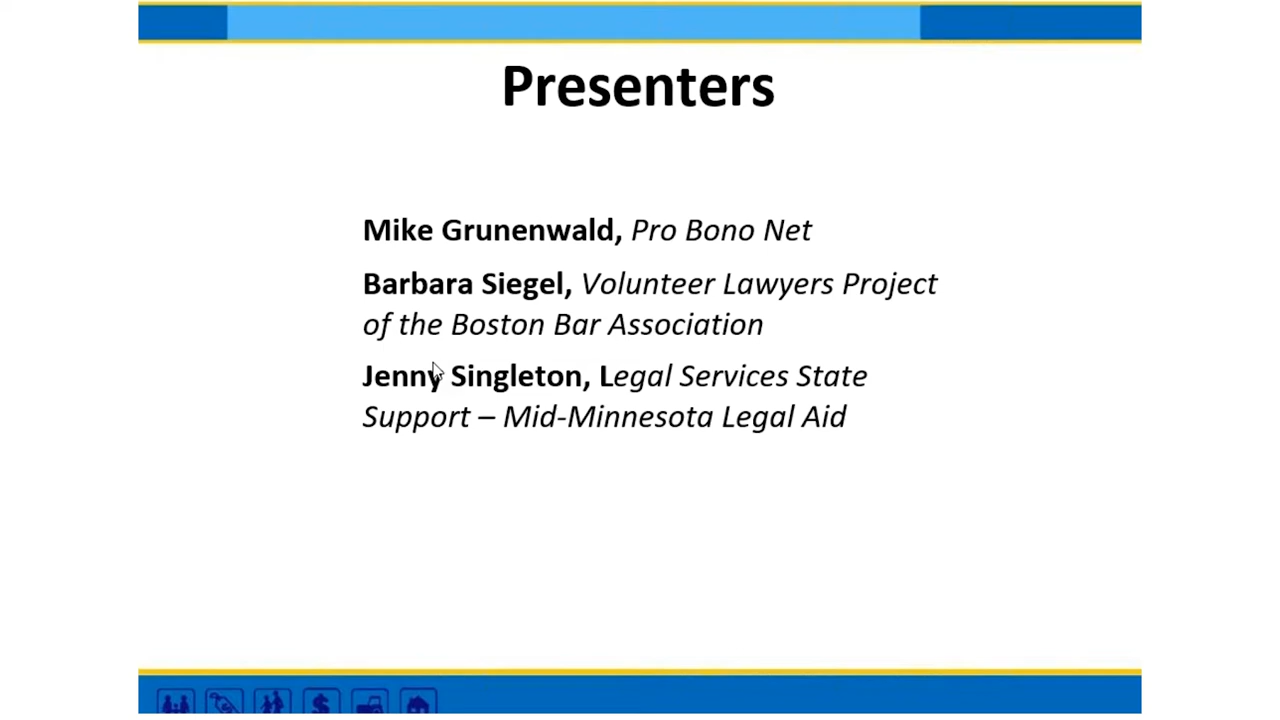 Presenters
Mike Grunenwald, Pro Bono Net
Barbara Siegel, Volunteer Lawyers Project
of the Boston Bar Association
Jenny Singleton, Legal Services State
Support – Mid-Minnesota Legal Aid
$